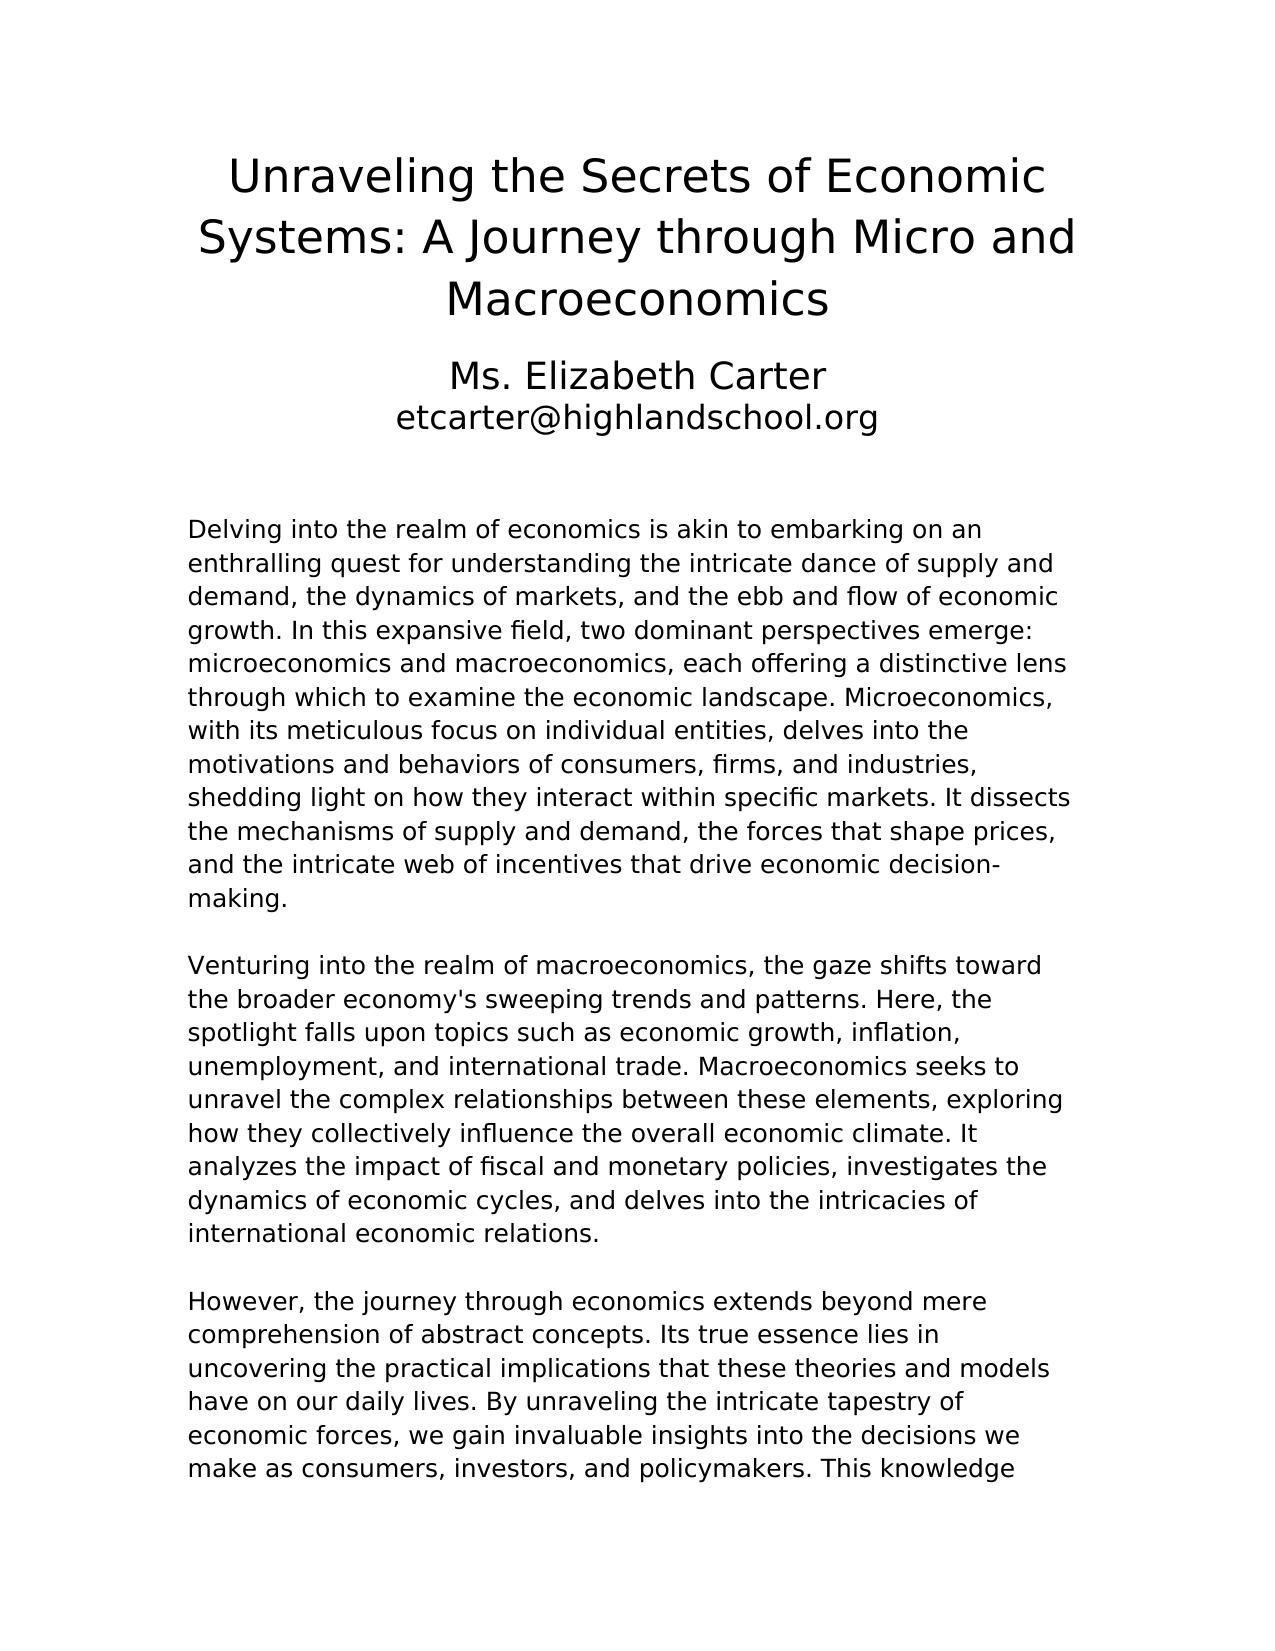 Unraveling the Secrets of Economic
Systems: A Journey through Micro and
Macroeconomics
Ms. Elizabeth Carter
etcarter@highlandschool.org
Delving into the realm of economics is akin to embarking on an
enthralling quest for understanding the intricate dance of supply and
demand, the dynamics of markets, and the ebb and flow of economic
growth. In this expansive field, two dominant perspectives emerge:
microeconomics and macroeconomics, each offering a distinctive lens
through which to examine the economic landscape. Microeconomics,
with its meticulous focus on individual entities, delves into the
motivations and behaviors of consumers, firms, and industries,
shedding light on how they interact within specific markets. It dissects
the mechanisms of supply and demand, the forces that shape prices,
and the intricate web of incentives that drive economic decision-
making.
Venturing into the realm of macroeconomics, the gaze shifts toward
the broader economy's sweeping trends and patterns. Here, the
spotlight falls upon topics such as economic growth, inflation,
unemployment, and international trade. Macroeconomics seeks to
unravel the complex relationships between these elements, exploring
how they collectively influence the overall economic climate. It
analyzes the impact of fiscal and monetary policies, investigates the
dynamics of economic cycles, and delves into the intricacies of
international economic relations.
However, the journey through economics extends beyond mere
comprehension of abstract concepts. Its true essence lies in
uncovering the practical implications that these theories and models
have on our daily lives. By unraveling the intricate tapestry of
economic forces, we gain invaluable insights into the decisions we
make as consumers, investors, and policymakers. This knowledge